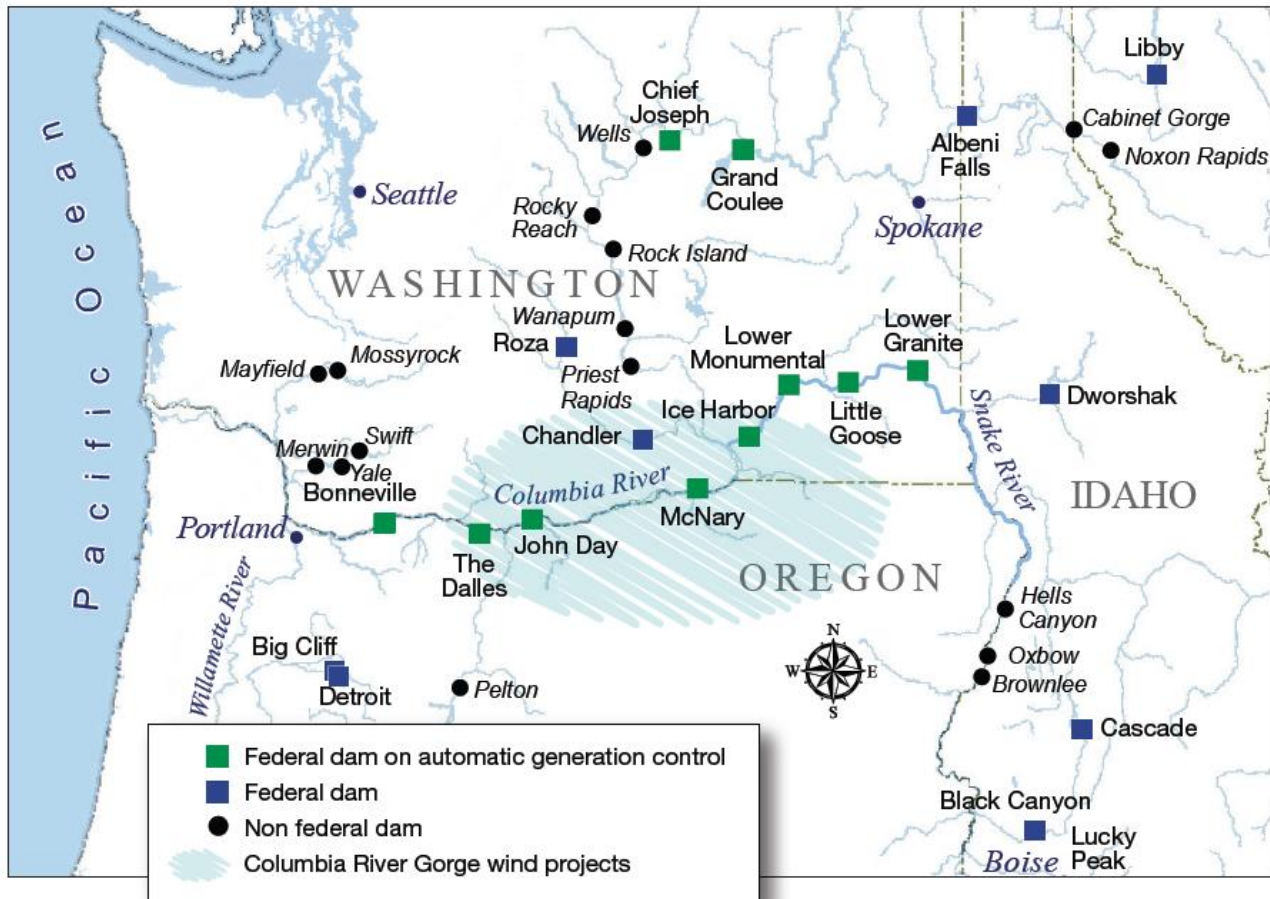 Libby
Chief
Joseph
Wells
Cabinet Gorge
Albeni
Falls
Noxon Rapids
Grand
Coulee
Pacific Ocean
Seattle
Rocky
Reach
Spokane
Rock Island
WASHINGTON
Wanapum
Roza
Lower
Monumental
Lower
Granite
Mayfield
Mossyrock
Priest
Rapids
Ice Harbor
Little
Goose
Dworshak
Snake River
Chandler
Merwin
Swift
Yale
Bonneville
Columbia River
McNary
IDAHO
Portland
The
Dalles
John Day
OREGON
Willamette River
Hells
Canyon
N
W
E
S
Big Cliff
Detroit
Pelton
Oxbow
Brownlee
Cascade
Black Canyon
Lucky
Peak
Boise
Federal dam on automatic generation control
Federal dam
Non federal dam
Columbia River Gorge wind projects